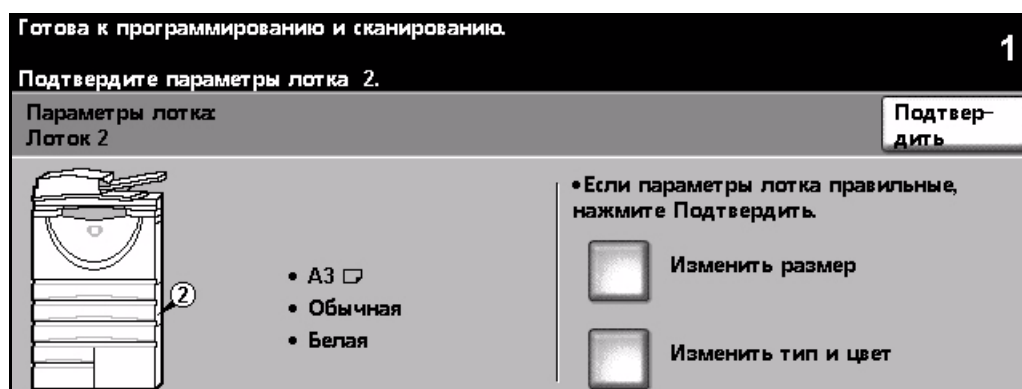 Готова к программированию и сканированию.
1
Подтвердите параметры лотка 2.
Параметры лотка:
Лоток 2
Подтвер-
дить
•Если параметры лотка правильные,
нажмите Подтвердить.
Изменить размер
2
• A3
• Обычная
• Белая
Изменить тип и цвет